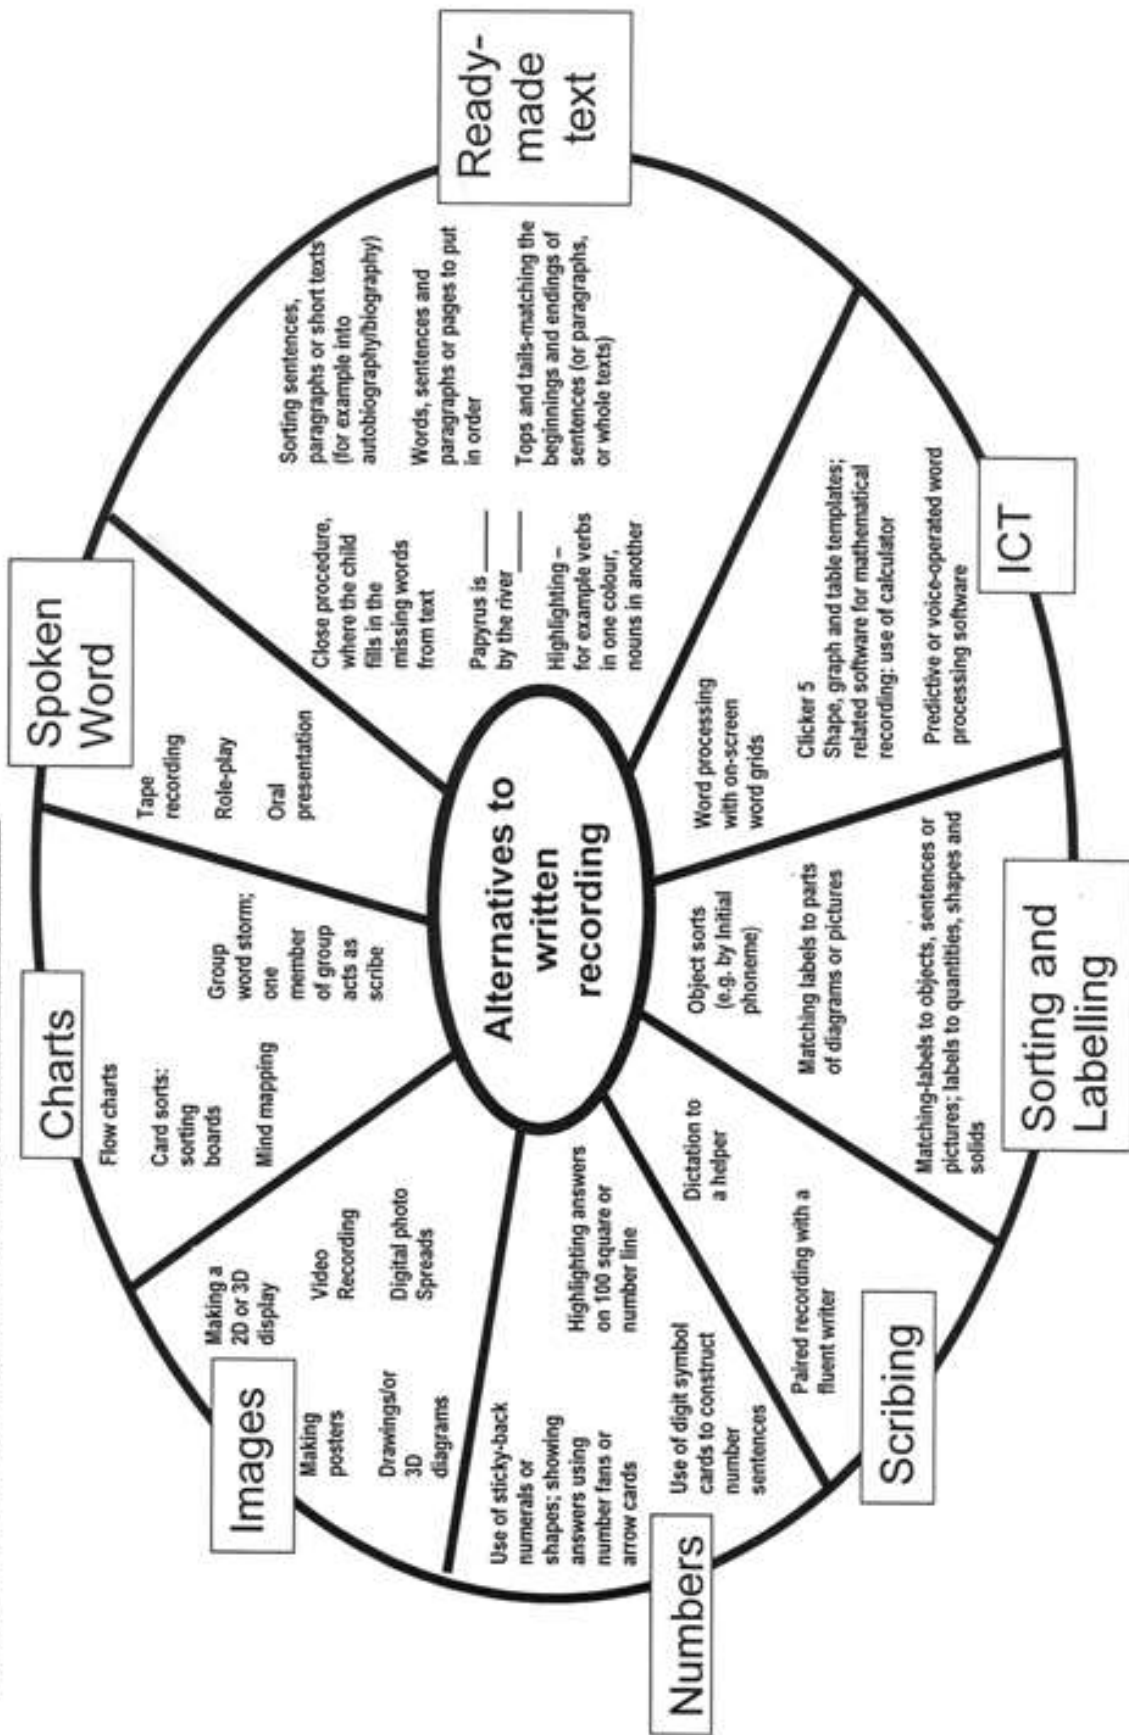 Alternatives to
written
recording
Spoken
Word
Tape
recording
Role-play
Oral
presentation
Ready-
made
text
Sorting sentences,
paragraphs or short texts
(for example into
autobiography/biography)
Words, sentences and
paragraphs or pages to put
in order
Tops and tails-matching the
beginnings and endings of
sentences (or paragraphs,
or whole texts)
Close procedure,
where the child
fills in the
missing words
from text
Papyrus is _____
by the river_____
Highlighting –
for example verbs
in one colour,
nouns in another
ICT
Word processing
with on-screen
word grids
Clicker 5
Shape, graph and table templates;
related software for mathematical
recording: use of calculator
Predictive or voice-operated word
processing software
Sorting and
Labelling
Object sorts
(e.g. by Initial
phoneme)
Matching labels to parts
of diagrams or pictures
Matching-labels to objects, sentences or
pictures; labels to quantities, shapes and
solids
Scribing
Dictation to
a helper
Paired recording with a
fluent writer
Numbers
Highlighting answers
on 100 square or
number line
Use of sticky-back
numerals or
shapes; showing
answers using
number fans or
arrow cards
Use of digit symbol
cards to construct
number
sentences
Images
Making a
2D or 3D
display
Video
Recording
Digital photo
Spreads
Making
posters
Drawings/or
3D
diagrams
Charts
Flow charts
Card sorts:
sorting
boards
Mind mapping
Group
word storm;
one
member
of group
acts as
scribe